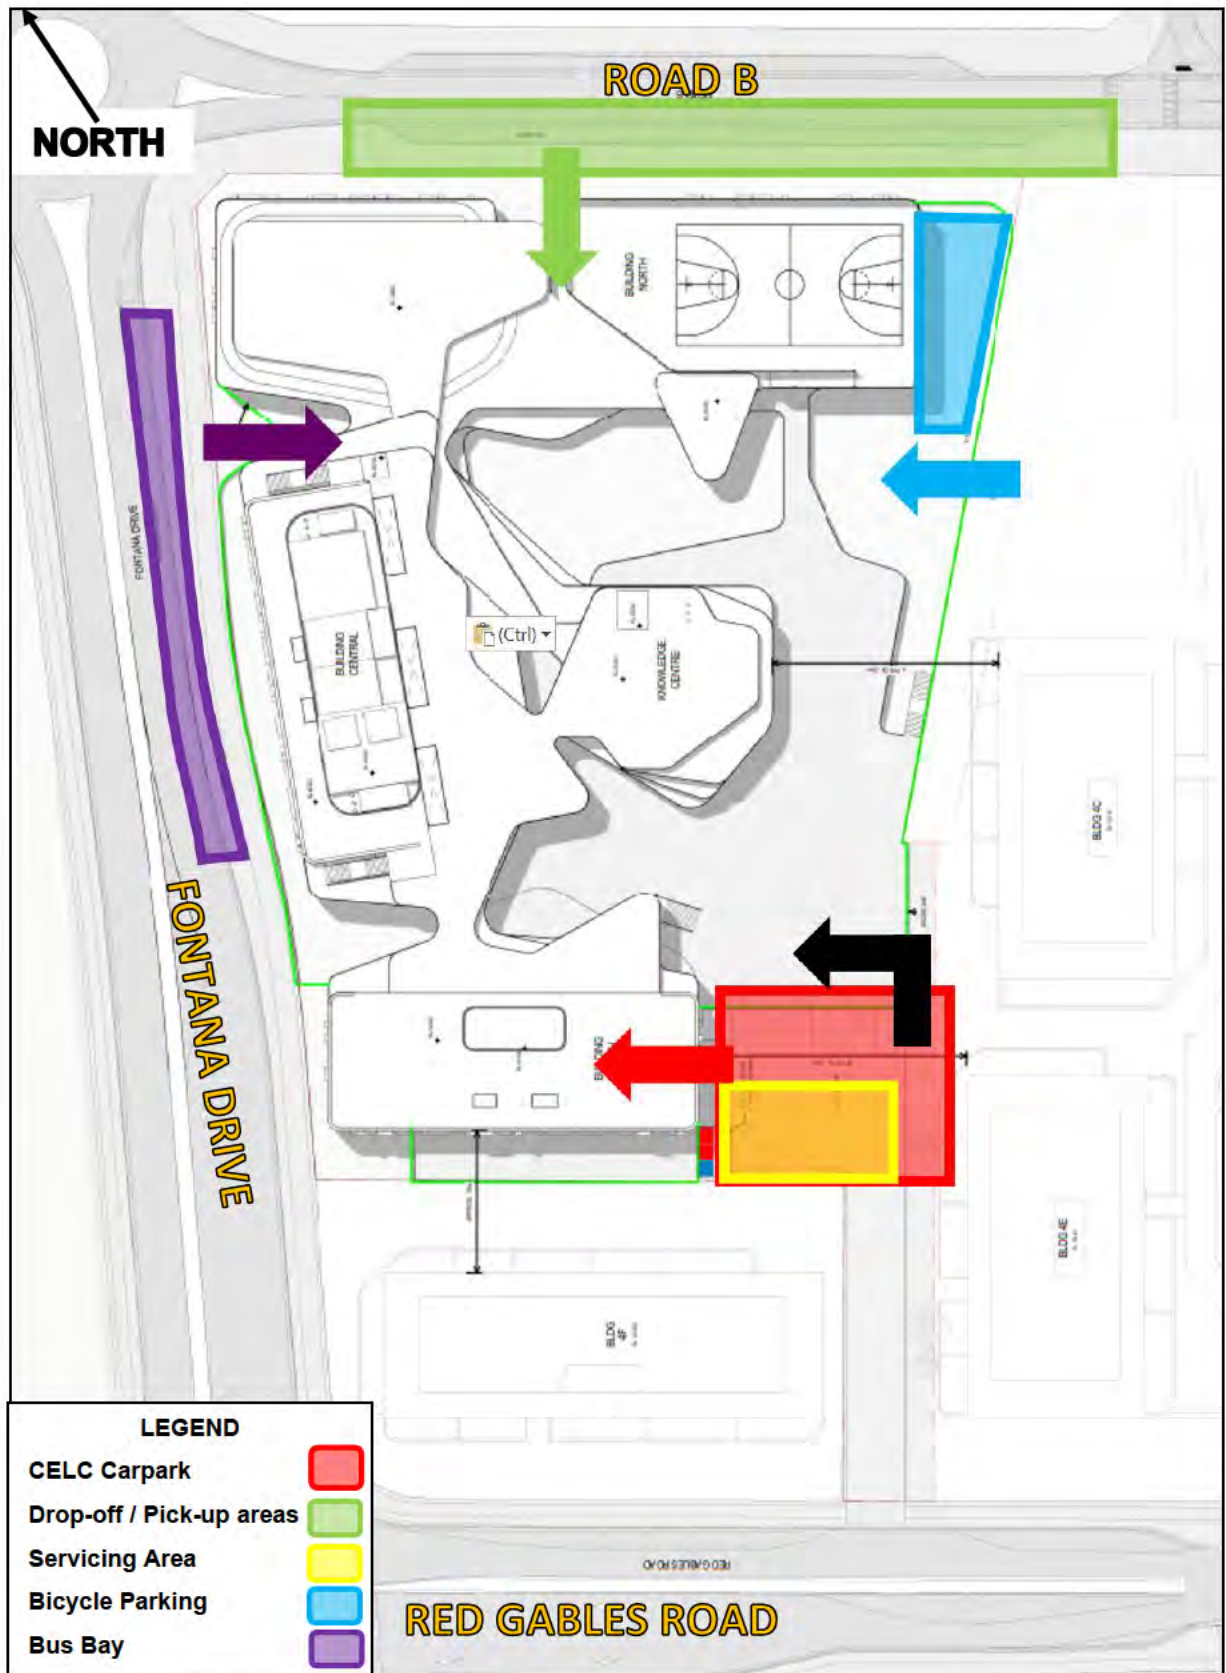 ROAD B
NORTH
BUILDING
NORTH
FONTANA DRIVE
(Ctrl)
BUILDING
CENTRAL
KNOWLEDGE
CENTRE
BLDG 4C
FONTANA DRIVE
BUILDING
BLDG 4E
BLDG
4F
LEGEND
CELC Carpark
Drop-off / Pick-up areas
Servicing Area
Bicycle Parking
Bus Bay
RED GABLES ROAD
RED GABLES ROAD